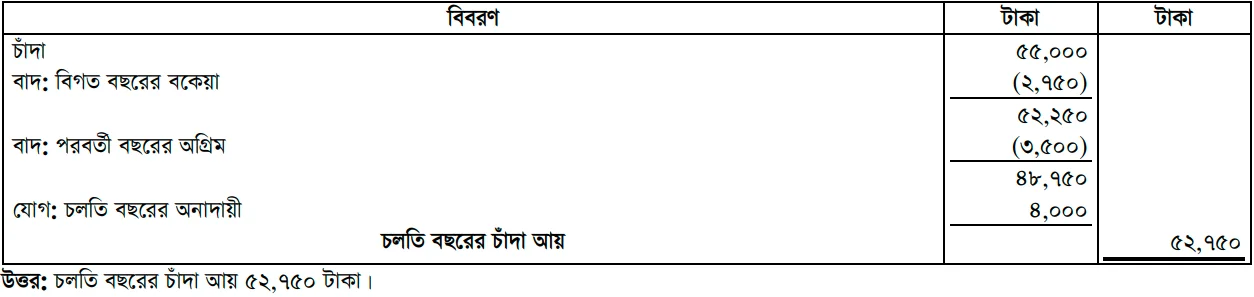 বিবরণ টাকা টাকা
চাঁদা ৫৫,০০০
বাদ: বিগত বছরের বকেয়া (২,৭৫০)
৫২,২৫০
বাদ: পরবর্তী বছরের অগ্রিম (৩,৫০০)
৪৮,৭৫০
যোগ: চলতি বছরের অনাদায়ী ৪,০০০
চলতি বছরের চাঁদা আয় ৫২,৭৫০
উত্তর: চলতি বছরের চাঁদা আয় ৫২,৭৫০ টাকা।